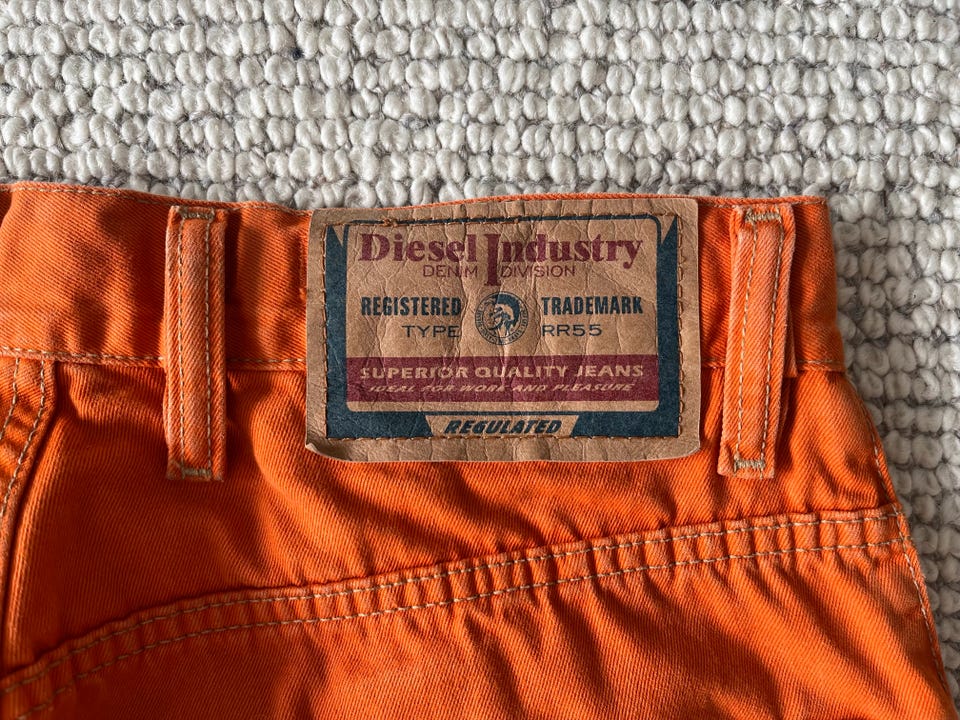 Diesel Industry
DENIM DIVISION
REGISTERED TRADEMARK
TYPE RR55
SUPERIOR QUALITY JEANS
IDEAL FOR WORK AND PLEASURE
REGULATED